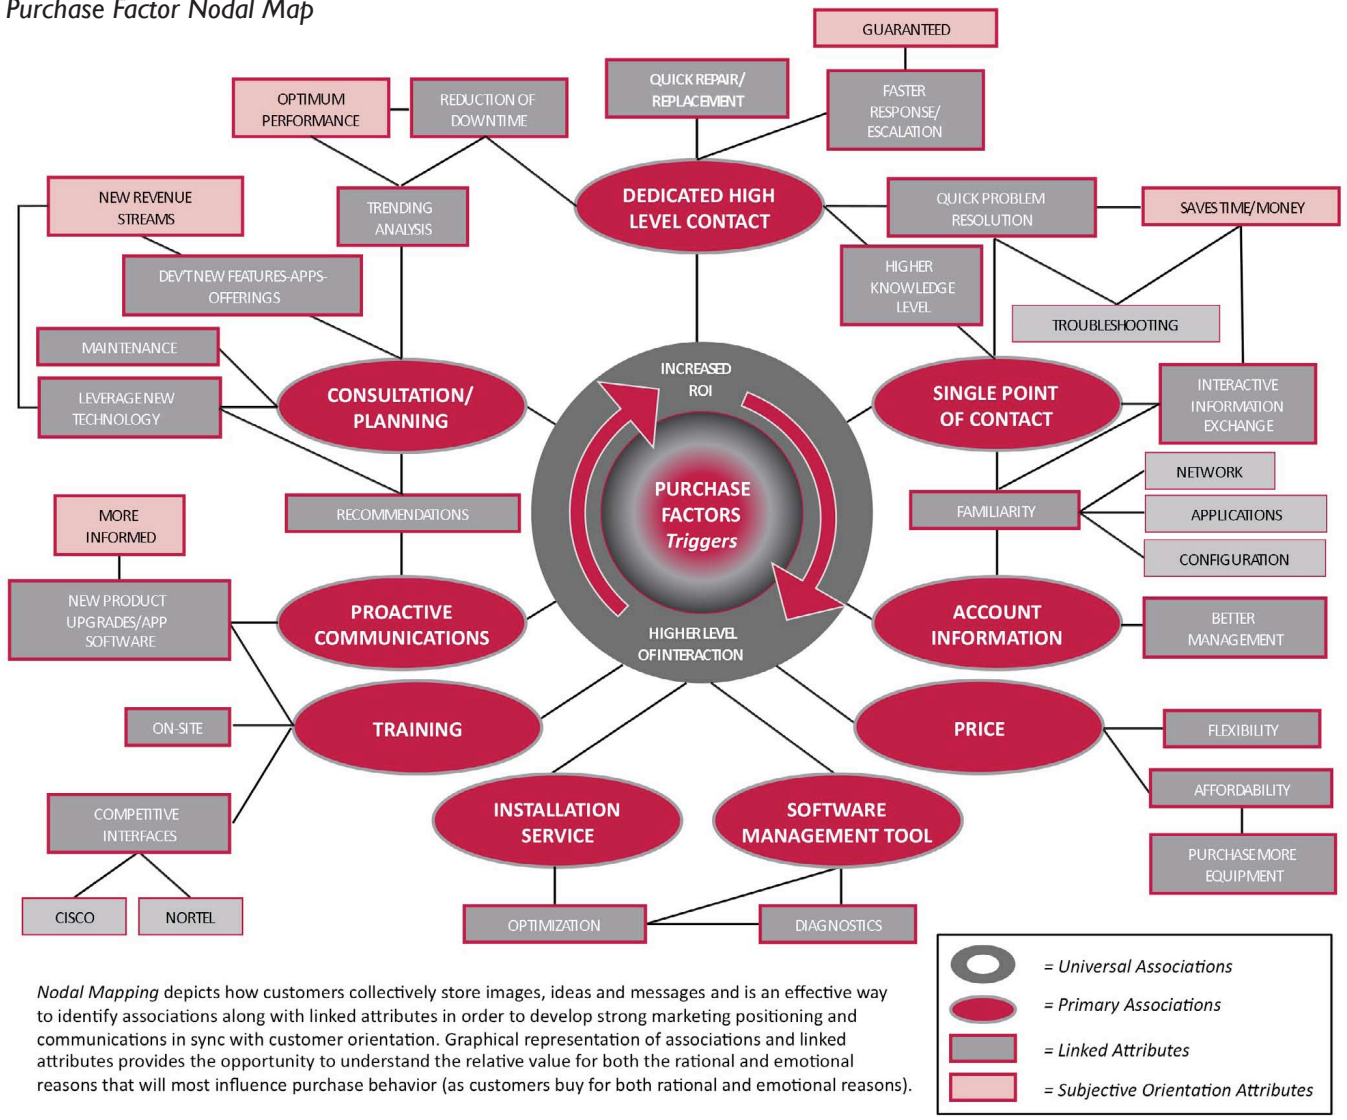 Purchase Factor Nodal Map
GUARANTEED
QUICK REPAIR/
REPLACEMENT
FASTER
RESPONSE/
ESCALATION
OPTIMUM
PERFORMANCE
REDUCTION OF
DOWNTIME
NEW REVENUE
STREAMS
TRENDING
ANALYSIS
DEDICATED HIGH
LEVEL CONTACT
QUICK PROBLEM
RESOLUTION
SAVES TIME/MONEY
DEV'T NEW FEATURES-APPS-
OFFERINGS
HIGHER
KNOWLEDGE
LEVEL
TROUBLESHOOTING
MAINTENANCE
LEVERAGE NEW
TECHNOLOGY
CONSULTATION/
PLANNING
INCREASED
ROI
SINGLE POINT
OF CONTACT
INTERACTIVE
INFORMATION
EXCHANGE
PURCHASE
FACTORS
Triggers
NETWORK
MORE
INFORMED
RECOMMENDATIONS
FAMILIARITY
APPLICATIONS
CONFIGURATION
NEW PRODUCT
UPGRADES/APP
SOFTWARE
PROACTIVE
COMMUNICATIONS
HIGHER LEVEL
OF INTERACTION
ACCOUNT
INFORMATION
BETTER
MANAGEMENT
ON-SITE
TRAINING
PRICE
FLEXIBILITY
AFFORDABILITY
COMPETITIVE
INTERFACES
INSTALLATION
SERVICE
SOFTWARE
MANAGEMENT TOOL
PURCHASE MORE
EQUIPMENT
CISCO
NORTEL
OPTIMIZATION
DIAGNOSTICS
= Universal Associations
= Primary Associations
= Linked Attributes
= Subjective Orientation Attributes
Nodal Mapping depicts how customers collectively store images, ideas and messages and is an effective way
to identify associations along with linked attributes in order to develop strong marketing positioning and
communications in sync with customer orientation. Graphical representation of associations and linked
attributes provides the opportunity to understand the relative value for both the rational and emotional
reasons that will most influence purchase behavior (as customers buy for both rational and emotional reasons).